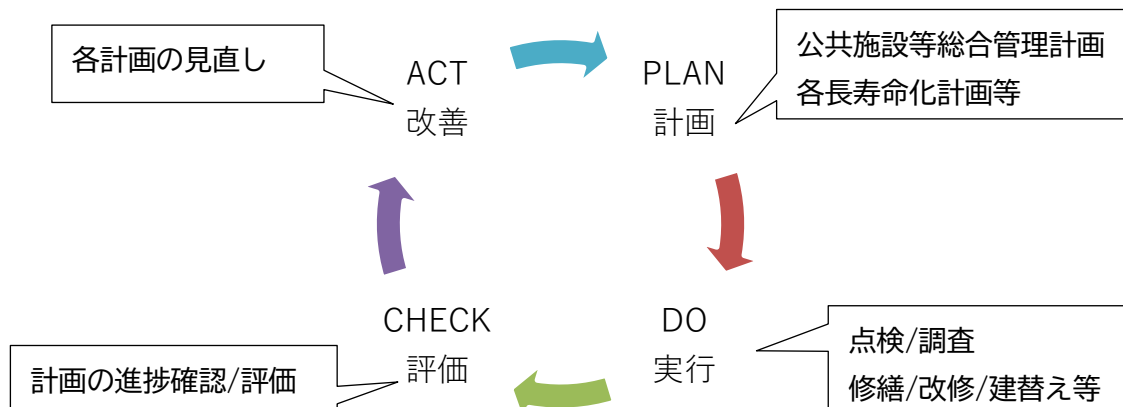 各計画の見直し
ACT
改善
PLAN
計画
公共施設等総合管理計画
各長寿命化計画等
CHECK
評価
計画の進捗確認/評価
DO
実行
点検/調査
修繕/改修/建替え等